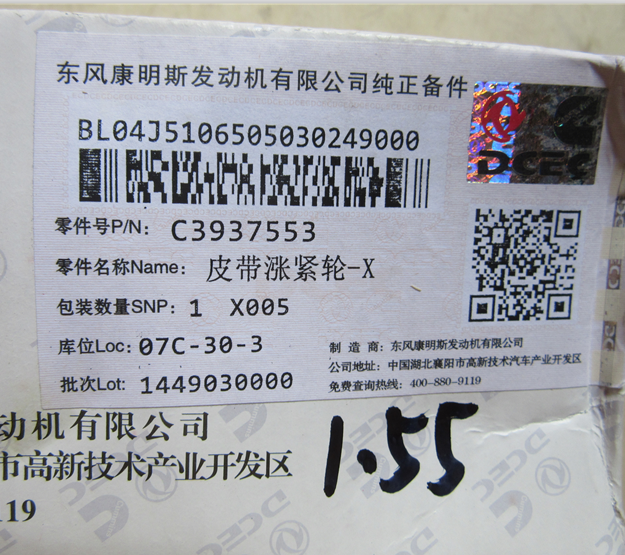 东风康明斯发动机有限公司纯正备件
BL04J5106505030249000
DCEC
零件号P/N: C3937553
零件名称Name: 皮带涨紧轮-X
包装数量SNP: 1 X005
库位Loc: 07C-30-3
批次Lot: 1449030000
制 造 商: 东风康明斯发动机有限公司
公司地址: 中国湖北襄阳市高新技术汽车产业开发区
免费查询热线: 400-880-9119
动机有限公司
市高新技术产业开发区
119
1.55
DCEC
DCEC
DCEC